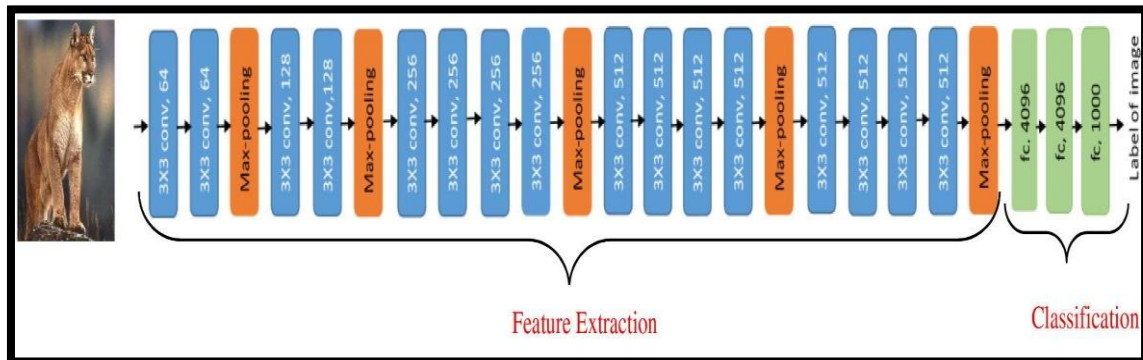 3X3 conv, 64
3X3 conv, 64
Max-pooling
3X3 conv, 128
3X3 conv,128
Max-pooling
3X3 conv, 256
3X3 conv, 256
3X3 conv, 256
3X3 conv, 256
Max-pooling
3X3 conv, 512
3X3 conv, 512
3X3 conv, 512
3X3 conv, 512
Max-pooling
3X3 conv, 512
3X3 conv, 512
3X3 conv, 512
3X3 conv, 512
Max-pooling
fc, 4096
fc, 4096
fc, 1000
Label of image
Feature Extraction
Classification